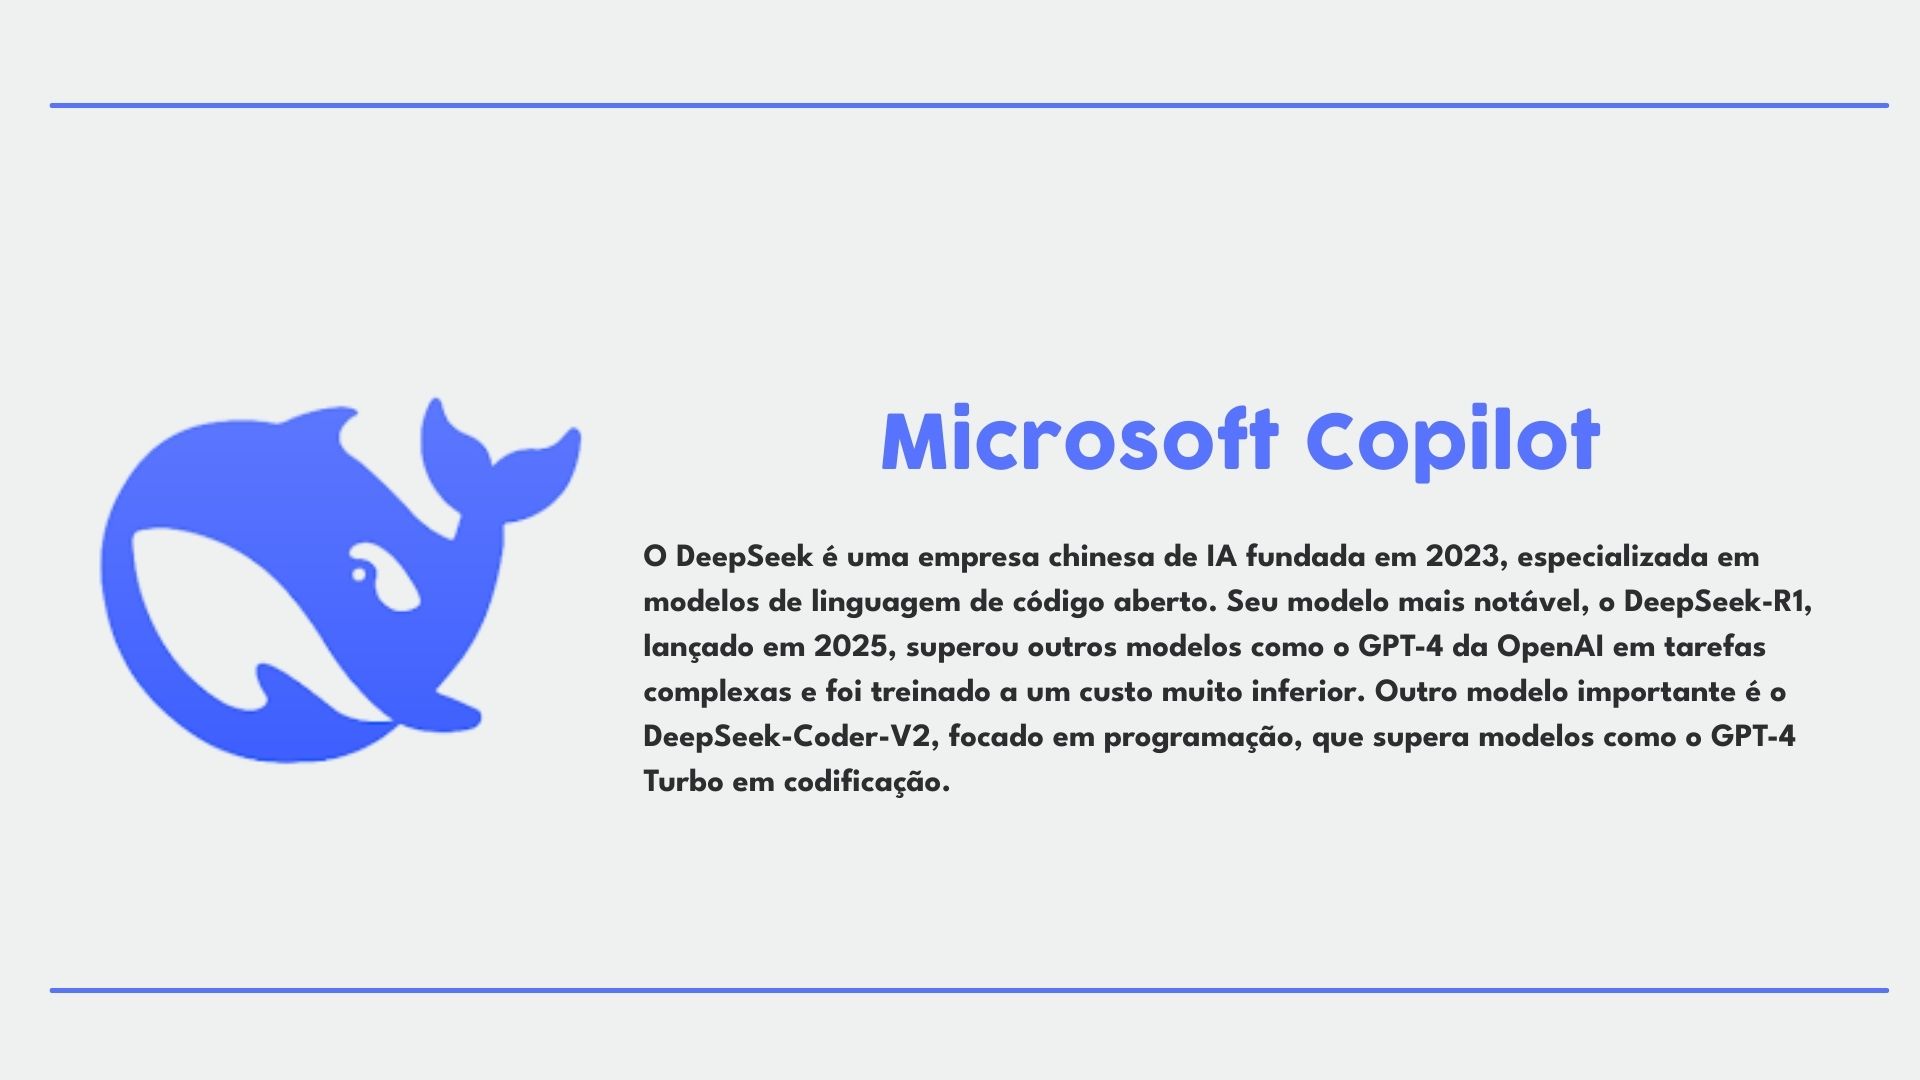 Microsoft Copilot
O DeepSeek é uma empresa chinesa de IA fundada em 2023, especializada em
modelos de linguagem de código aberto. Seu modelo mais notável, o DeepSeek-R1,
lançado em 2025, superou outros modelos como o GPT-4 da OpenAI em tarefas
complexas e foi treinado a um custo muito inferior. Outro modelo importante é o
DeepSeek-Coder-V2, focado em programação, que supera modelos como o GPT-4
Turbo em codificação.